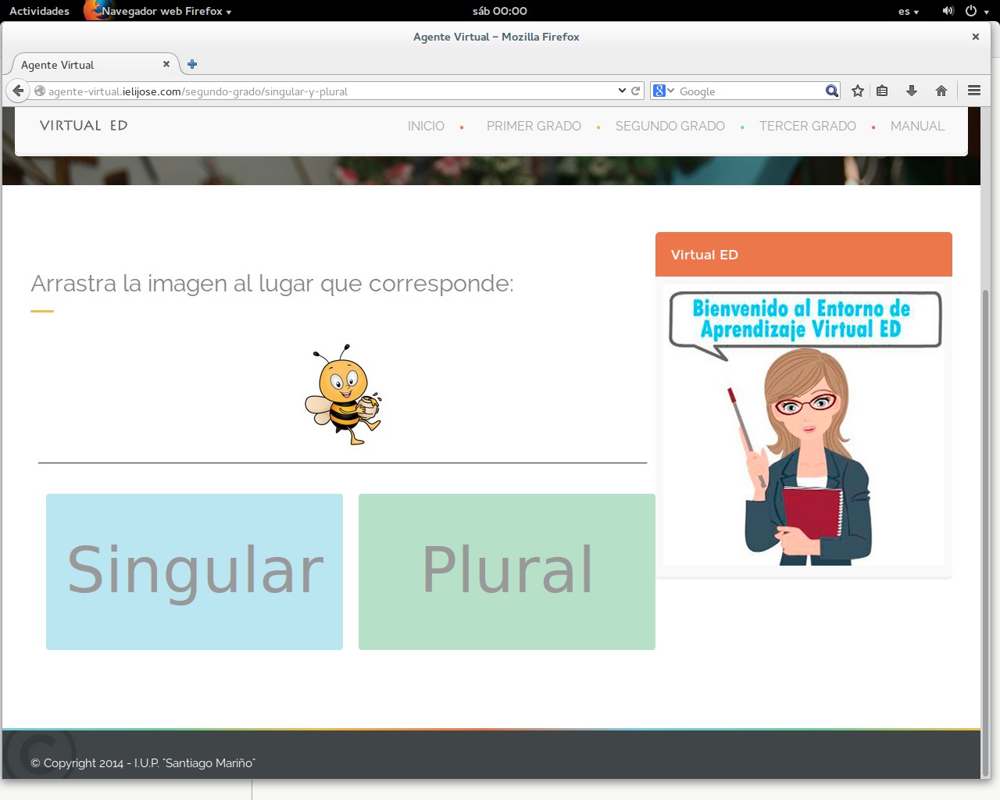 Actividades Navegador web Firefox sáb 00:00 es
Agente Virtual – Mozilla Firefox
Agente Virtual
agente-virtual.ielijose.com/segundo-grado/singular-y-plural Google
VIRTUAL ED INICIO PRIMER GRADO SEGUNDO GRADO TERCER GRADO MANUAL
Virtual ED
Arrastra la imagen al lugar que corresponde:
Bienvenido al Entorno de
Aprendizaje Virtual ED
Singular Plural
© Copyright 2014 - I.U.P. "Santiago Mariño"